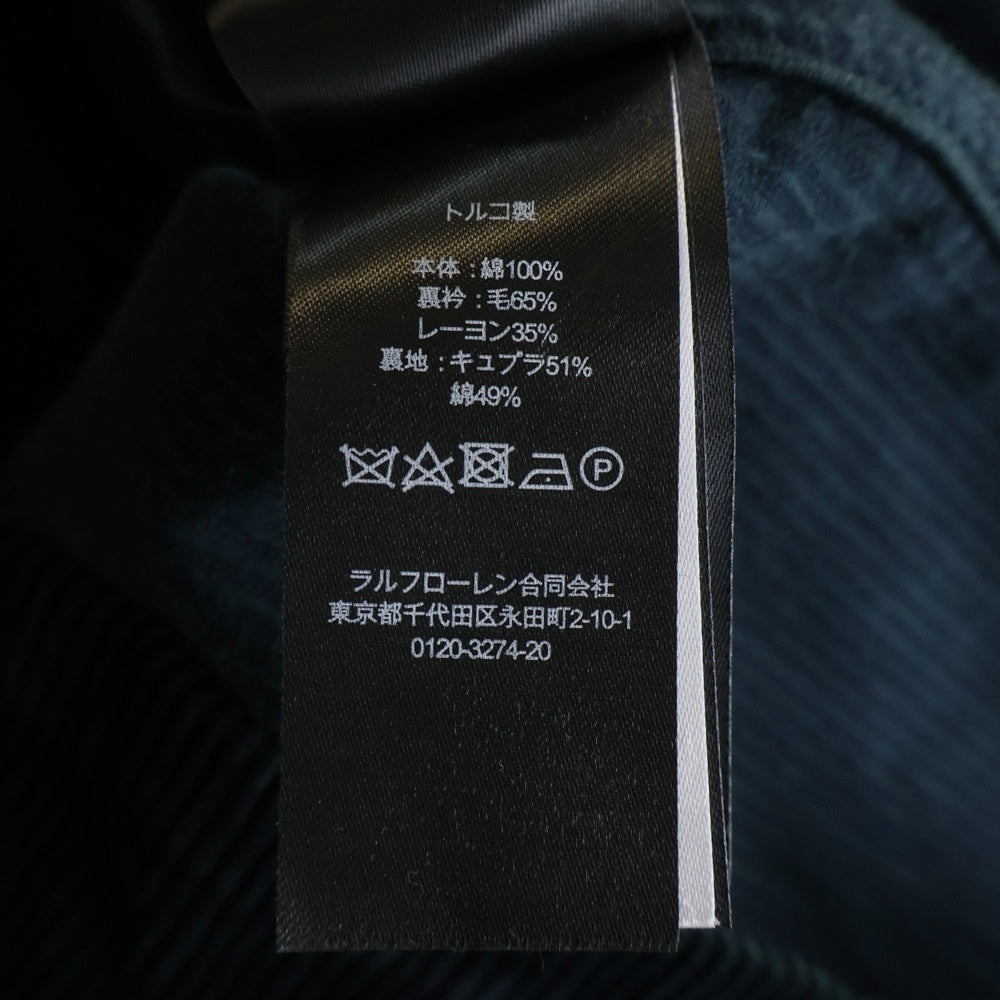 トルコ製
本体 : 綿100%
裏衿 : 毛65%
レーヨン35%
裏地 : キュプラ51%
綿49%
P
ラルフローレン合同会社
東京都千代田区永田町2-10-1
0120-3274-20